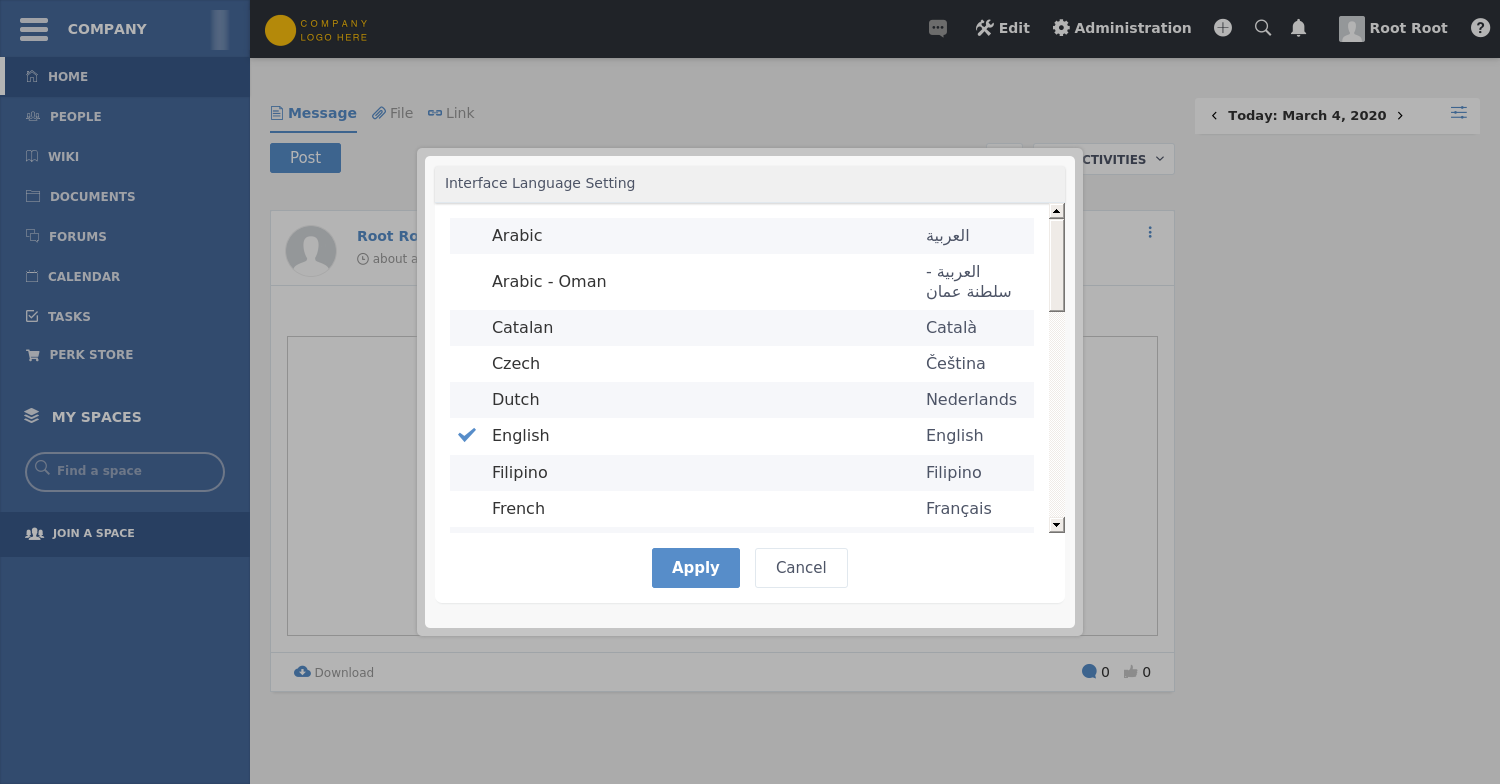 COMPANY
COMPANY
LOGO HERE
Edit
Administration
Root Root
HOME
PEOPLE
WIKI
DOCUMENTS
FORUMS
CALENDAR
TASKS
PERK STORE
MY SPACES
Find a space
JOIN A SPACE
Message
File
Link
Post
Today: March 4, 2020
Root
about
Interface Language Setting
Arabic العربية
Arabic - Oman العربية -
سلطنة عمان
Catalan Català
Czech Čeština
Dutch Nederlands
English English
Filipino Filipino
French Français
Apply
Cancel
Download
0
0